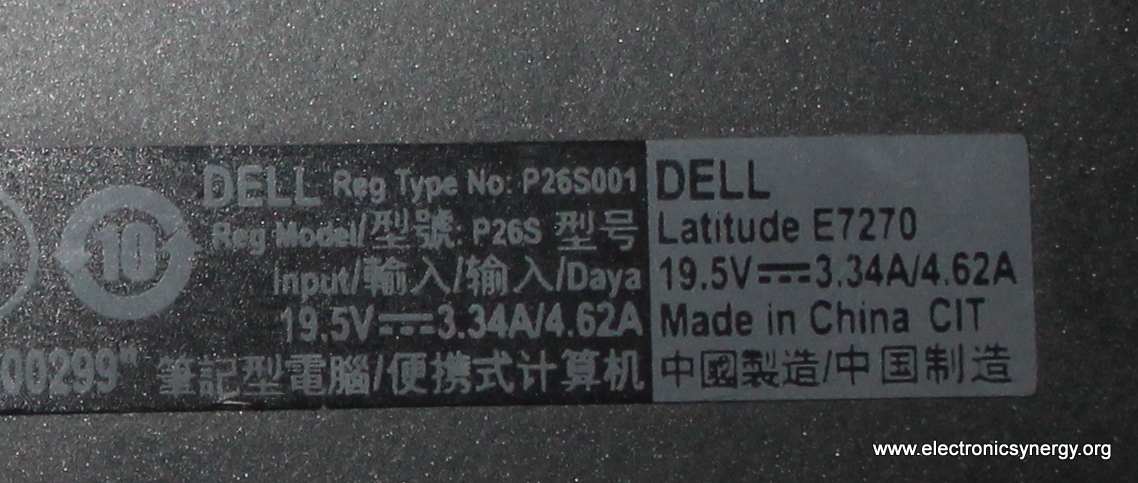 DELL Reg Type No: P26S001
Reg Model/型號: P26S 型号
Input/輸入/输入/Daya
19.5V⎓3.34A/4.62A
00299"
筆記型電腦/便携式计算机
10
DELL
Latitude E7270
19.5V⎓3.34A/4.62A
Made in China CIT
中國製造/中国制造
www.electronicsynergy.org